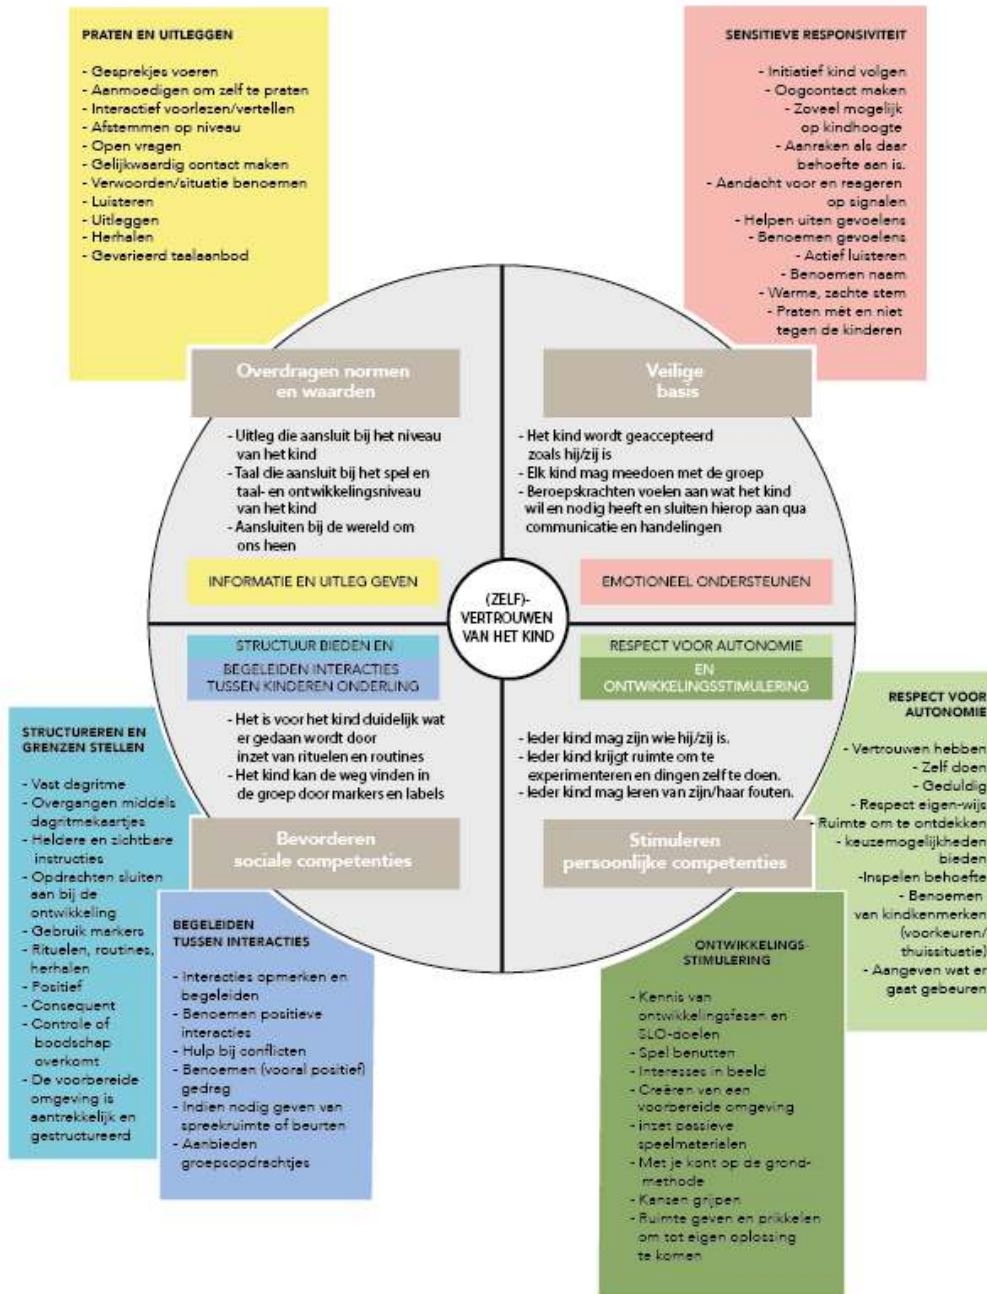 PRATEN EN UITLEGGEN
- Gesprekjes voeren
- Aanmoedigen om zelf te praten
- Interactief voorlezen/vertellen
- Afstemmen op niveau
- Open vragen
- Gelijkwaardig contact maken
- Verwoorden/situatie benoemen
- Luisteren
- Uitleggen
- Herhalen
- Gevarieerd taalaanbod
SENSITIEVE RESPONSIVITEIT
- Initiatief kind volgen
- Oogcontact maken
- Zoveel mogelijk
op kindhoogte
- Aanraken als daar
behoefte aan is.
- Aandacht voor en reageren
op signalen
- Helpen uiten gevoelens
- Benoemen gevoelens
- Actief luisteren
- Benoemen naam
- Warme, zachte stem
- Praten mét en niet
tegen de kinderen
Overdragen normen
en waarden
- Uitleg die aansluit bij het niveau
van het kind
- Taal die aansluit bij het spel en
taal- en ontwikkelingsniveau
van het kind
- Aansluiten bij de wereld om
ons heen
INFORMATIE EN UITLEG GEVEN
Veilige
basis
- Het kind wordt geaccepteerd
zoals hij/zij is
- Elk kind mag meedoen met de groep
- Beroepskrachten voelen aan wat het kind
wil en nodig heeft en sluiten hierop aan qua
communicatie en handelingen
EMOTIONEEL ONDERSTEUNEN
(ZELF)-
VERTROUWEN
VAN HET KIND
STRUCTUUR BIEDEN EN
BEGELEIDEN INTERACTIES
TUSSEN KINDEREN ONDERLING
- Het is voor het kind duidelijk wat
er gedaan wordt door
inzet van rituelen en routines
- Het kind kan de weg vinden in
de groep door markers en labels
Bevorderen
sociale competenties
RESPECT VOOR AUTONOMIE
EN
ONTWIKKELINGSSTIMULERING
- Ieder kind mag zijn wie hij/zij is.
- Ieder kind krijgt ruimte om te
experimenteren en dingen zelf te doen.
- Ieder kind mag leren van zijn/haar fouten.
Stimuleren
persoonlijke competenties
STRUCTUREREN EN
GRENZEN STELLEN
- Vast dagritme
- Overgangen middels
dagritmekaartjes
- Heldere en zichtbare
instructies
- Opdrachten sluiten
aan bij de
ontwikkeling
- Gebruik markers
- Rituelen, routines,
herhalen
- Positief
- Consequent
- Controle of
boodschap
overkomt
- De voorbereide
omgeving is
aantrekkelijk en
gestructureerd
BEGELEIDEN
TUSSEN INTERACTIES
- Interacties opmerken en
begeleiden
- Benoemen positieve
interacties
- Hulp bij conflicten
- Benoemen (vooral positief)
gedrag
- Indien nodig geven van
spreekruimte of beurten
- Aanbieden
groepsopdrachtjes
ONTWIKKELINGS-
STIMULERING
- Kennis van
ontwikkelingsfasen en
SLO-doelen
- Spel benutten
- Interesses in beeld
- Creëren van een
voorbereide omgeving
- inzet passieve
speelmaterialen
- Met je kont op de grond-
methode
- Kansen grijpen
- Ruimte geven en prikkelen
om tot eigen oplossing
te komen
RESPECT VOOR
AUTONOMIE
- Vertrouwen hebben
- Zelf doen
- Geduldig
- Respect eigen-wijs
- Ruimte om te ontdekken
- keuzemogelijkheden
bieden
-Inspelen behoefte
- Benoemen
van kindkenmerken
(voorkeuren/
thuissituatie)
- Aangeven wat er
gaat gebeuren